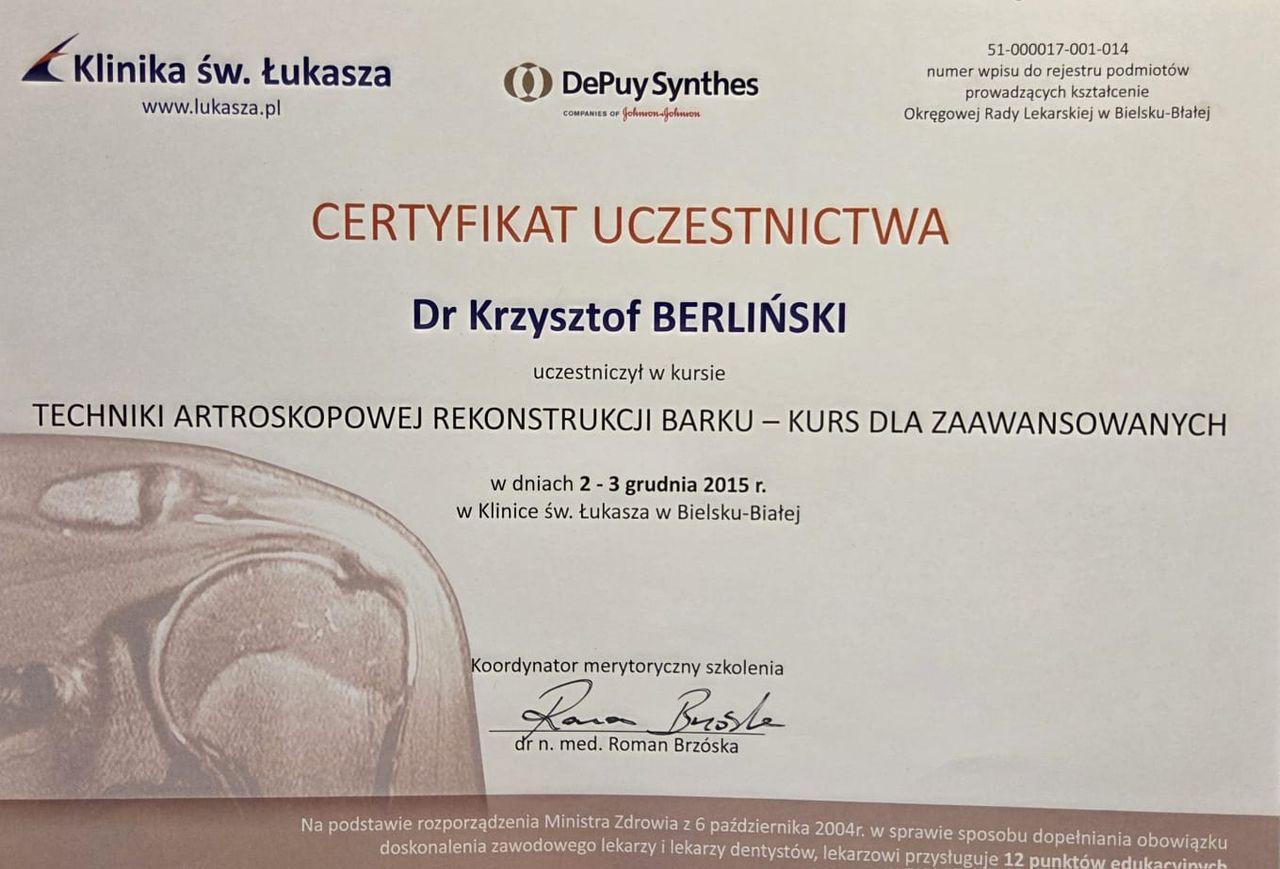 Klinika św. Łukasza
www.lukasza.pl
DePuy Synthes
COMPANIES OF Johnson&Johnson
51-000017-001-014
numer wpisu do rejestru podmiotów
prowadzących kształcenie
Okręgowej Rady Lekarskiej w Bielsku-Błatej
CERTYFIKAT UCZESTNICTWA
Dr Krzysztof BERLIŃSKI
uczestniczył w kursie
TECHNIKI ARTROSKOPOWEJ REKONSTRUKCJI BARKU – KURS DLA ZAAWANSOWANYCH
w dniach 2 - 3 grudnia 2015 r.
w Klinice św. Łukasza w Bielsku-Białej
Koordynator merytoryczny szkolenia
Roman Brzóska
dr n. med. Roman Brzóska
Na podstawie rozporządzenia Ministra Zdrowia z 6 października 2004r. w sprawie sposobu dopełniania obowiązku
doskonalenia zawodowego lekarzy i lekarzy dentystów, lekarzowi przysługuje 12 punktów edukacyjnych